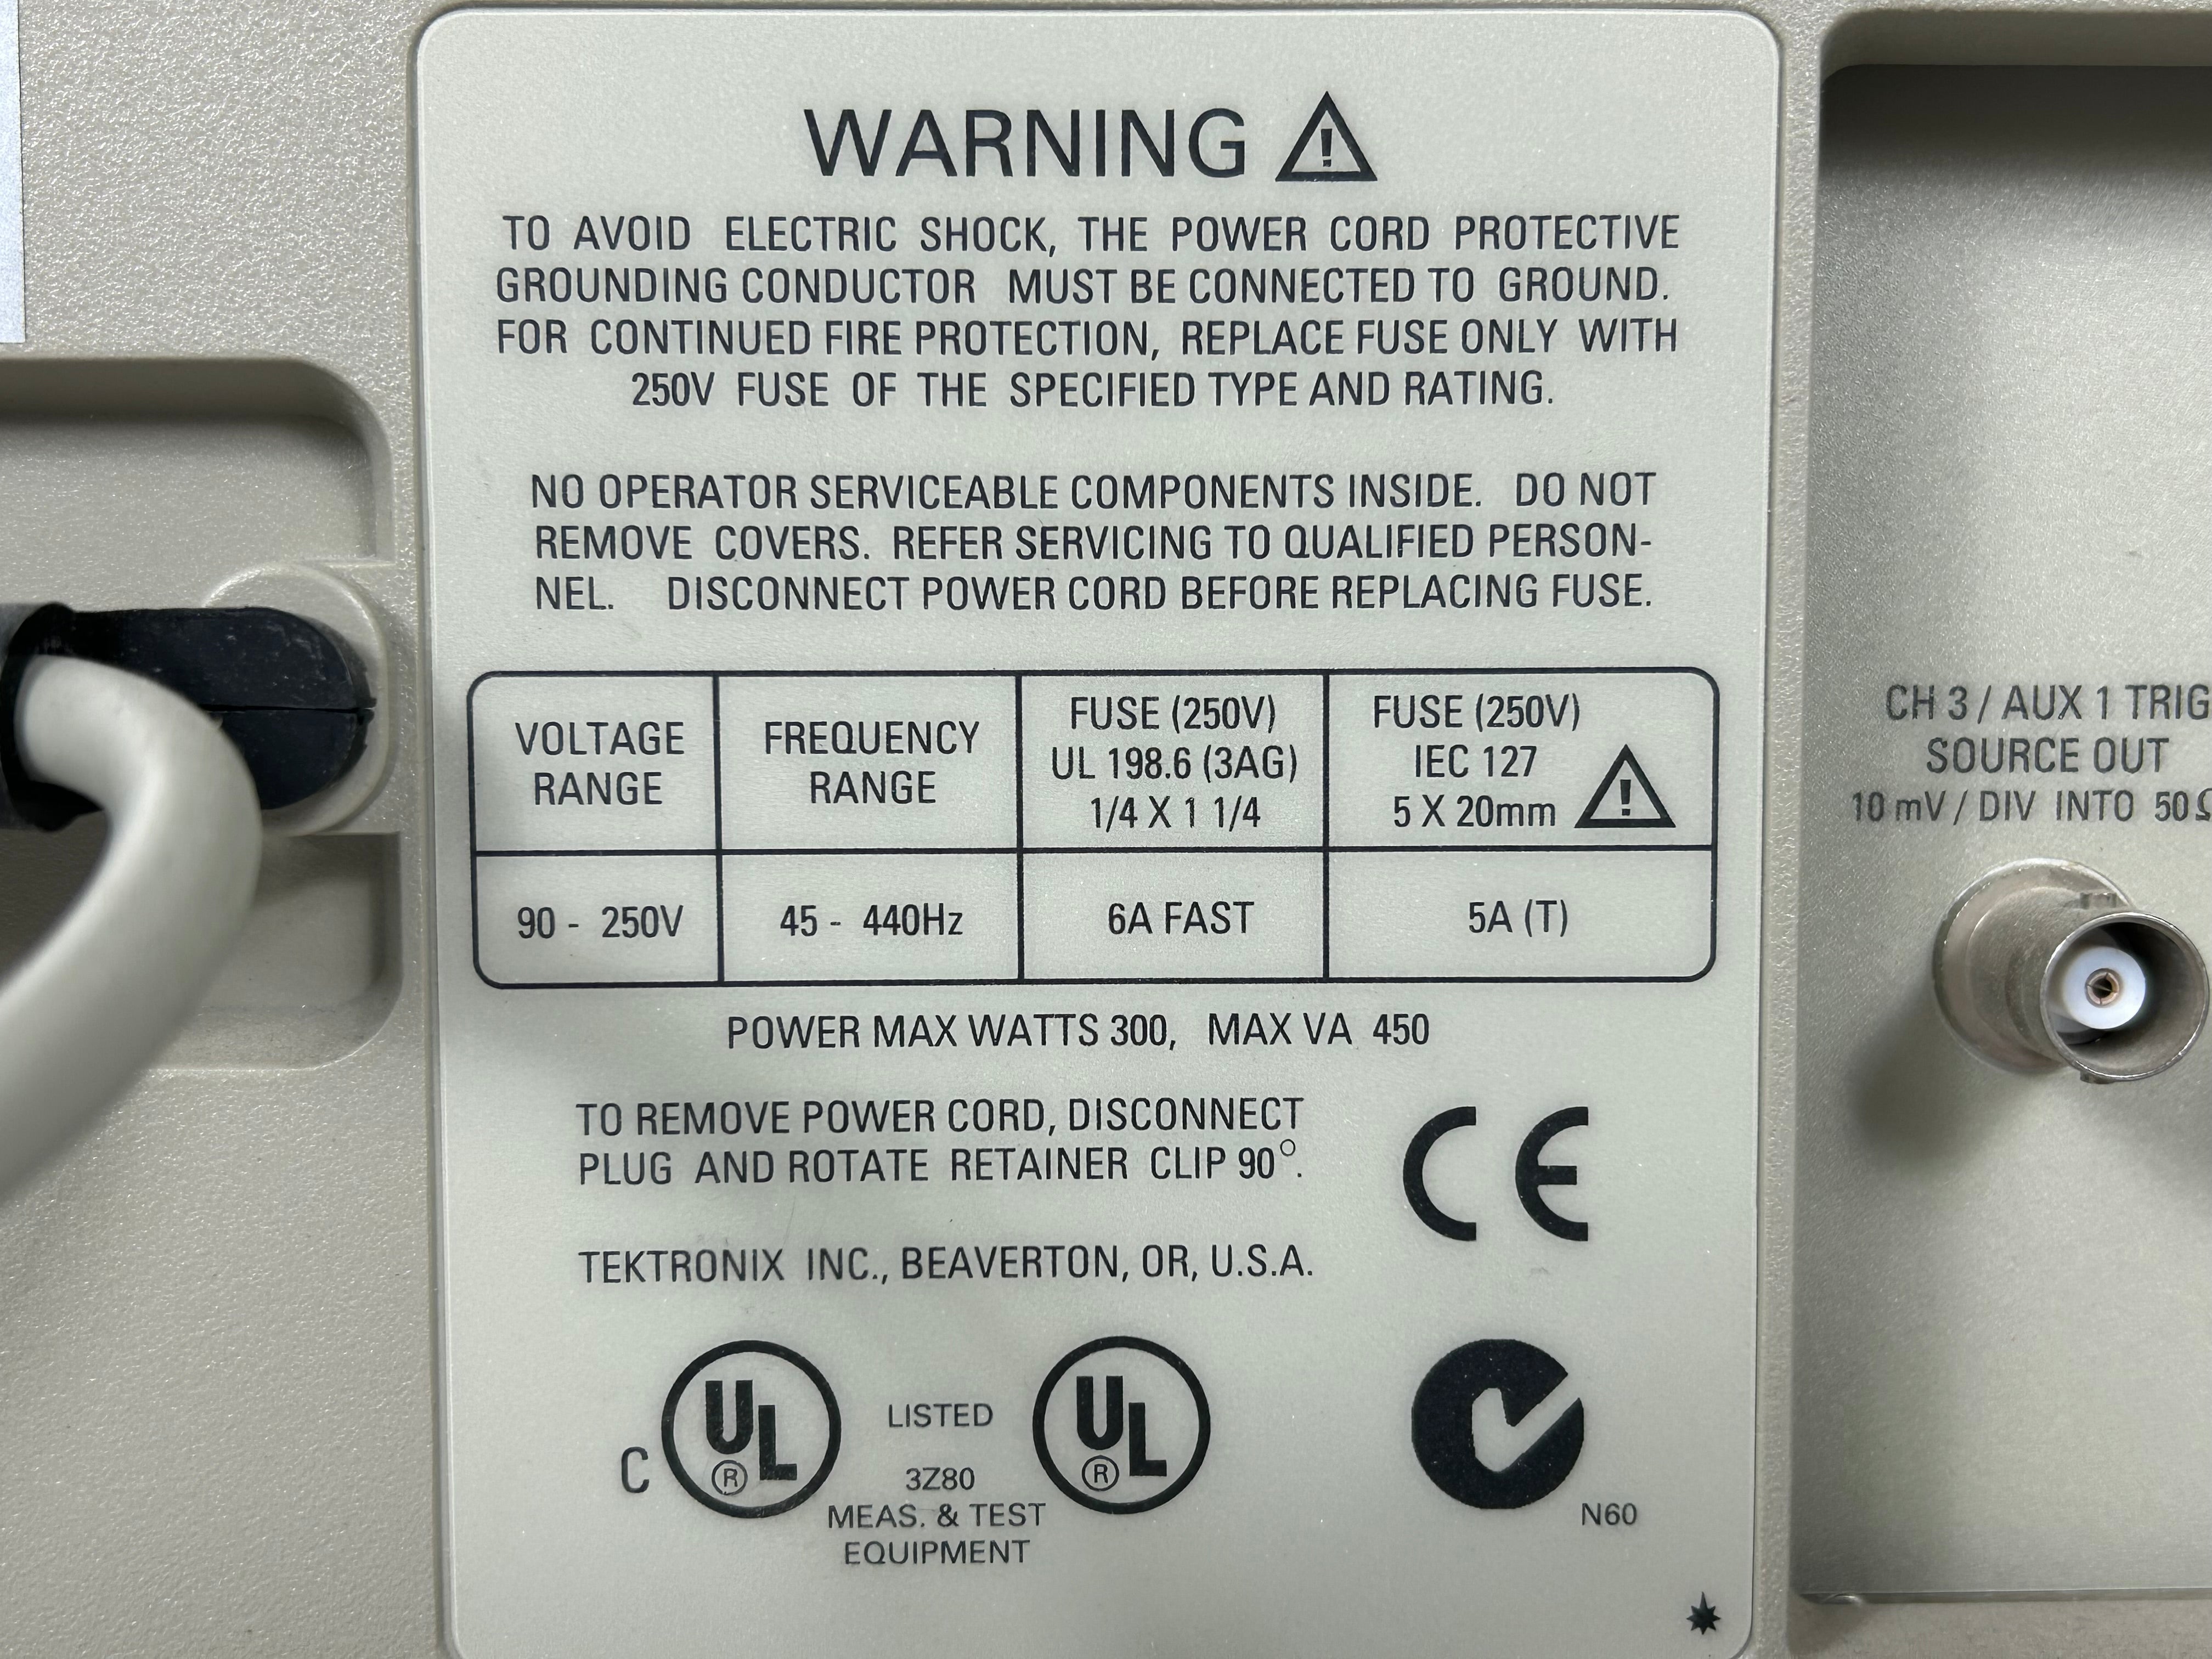 WARNING
TO AVOID ELECTRIC SHOCK, THE POWER CORD PROTECTIVE
GROUNDING CONDUCTOR MUST BE CONNECTED TO GROUND.
FOR CONTINUED FIRE PROTECTION, REPLACE FUSE ONLY WITH
250V FUSE OF THE SPECIFIED TYPE AND RATING.
NO OPERATOR SERVICEABLE COMPONENTS INSIDE. DO NOT
REMOVE COVERS. REFER SERVICING TO QUALIFIED PERSON-
NEL. DISCONNECT POWER CORD BEFORE REPLACING FUSE.
VOLTAGE
RANGE
FREQUENCY
RANGE
FUSE (250V)
UL 198.6 (3AG)
1/4 X 1 1/4
FUSE (250V)
IEC 127
5 X 20mm
90 - 250V
45 - 440Hz
6A FAST
5A (T)
POWER MAX WATTS 300, MAX VA 450
TO REMOVE POWER CORD, DISCONNECT
PLUG AND ROTATE RETAINER CLIP 90°.
CE
TEKTRONIX INC., BEAVERTON, OR, U.S.A.
C UL ®
LISTED
3Z80
MEAS. & TEST
EQUIPMENT
UL ®
N60
CH 3 / AUX 1 TRIG
SOURCE OUT
10 mV / DIV INTO 50Ω